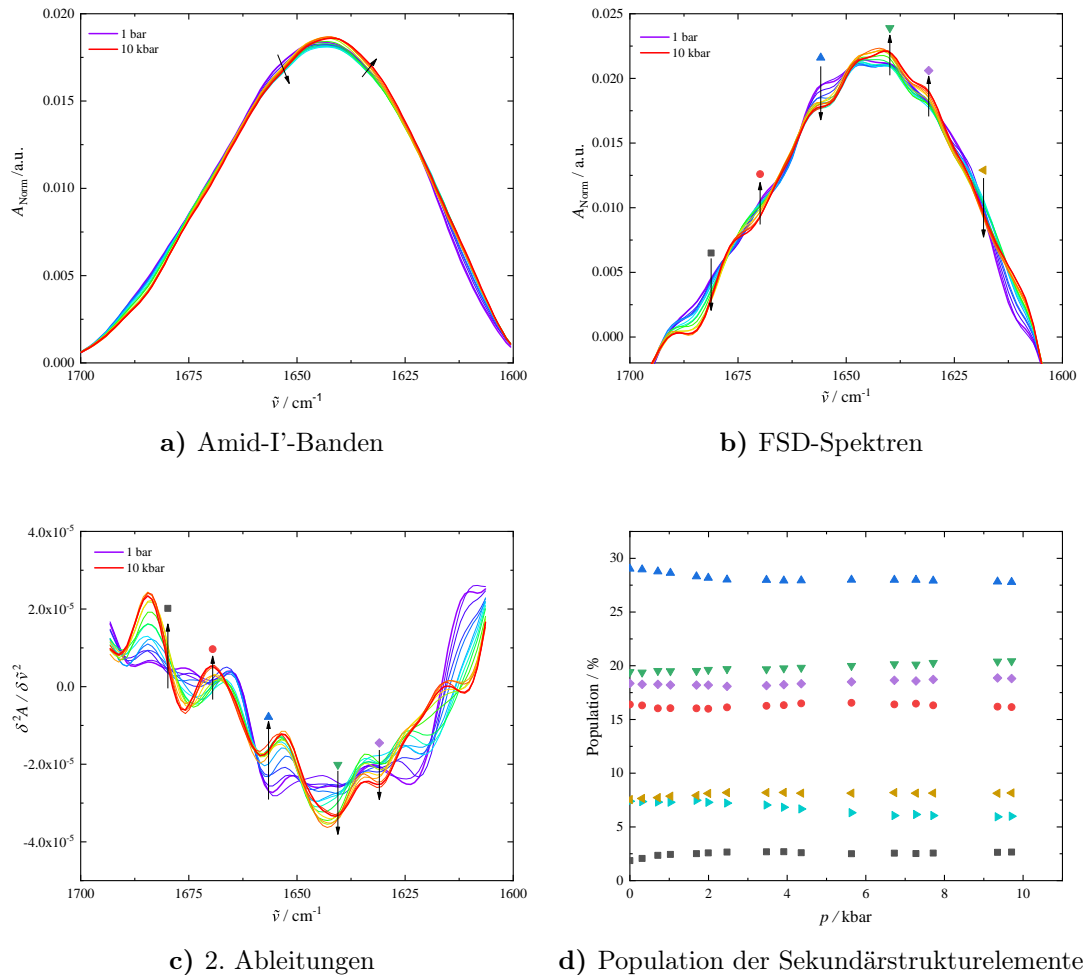 0.020
0.015
0.010
0.005
0.000
A_Norm / a.u.
1 bar
10 kbar
1700 1675 1650 1625 1600
ṽ / cm⁻¹
a) Amid-I'-Banden
0.025
0.020
0.015
0.010
0.005
0.000
A_Norm / a.u.
1 bar
10 kbar
1700 1675 1650 1625 1600
ṽ / cm⁻¹
b) FSD-Spektren
4.0x10⁻⁵
2.0x10⁻⁵
0.0
-2.0x10⁻⁵
-4.0x10⁻⁵
δ²A / δṽ²
1 bar
10 kbar
1700 1675 1650 1625 1600
ṽ / cm⁻¹
c) 2. Ableitungen
30
25
20
15
10
5
0
Population / %
0 2 4 6 8 10
p / kbar
d) Population der Sekundärstrukturelemente